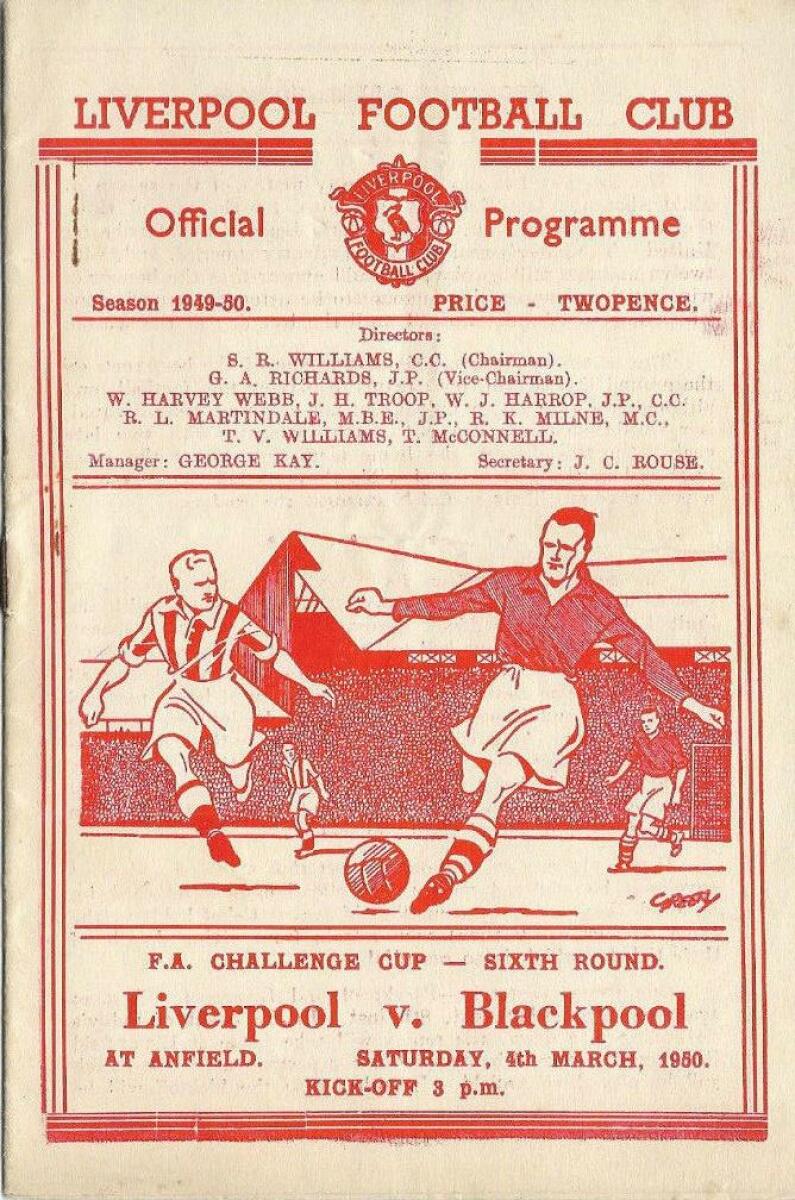 LIVERPOOL FOOTBALL CLUB
LIVERPOOL
FOOTBALL CLUB
Official Programme
Season 1949-50. PRICE - TWOPENCE.
Directors:
S. R. WILLIAMS, C.C. (Chairman).
G. A. RICHARDS, J.P. (Vice-Chairman).
W. HARVEY WEBB, J. H. TROOP, W. J. HARROP, J.P., C.C.
R. L. MARTINDALE, M.B.E., J.P., R. K. MILNE, M.C.,
T. V. WILLIAMS, T. McCONNELL.
Manager: GEORGE KAY. Secretary: J. C. ROUSE.
F.A. CHALLENGE CUP — SIXTH ROUND.
Liverpool v. Blackpool
AT ANFIELD. SATURDAY, 4th MARCH, 1950.
KICK-OFF 3 p.m.